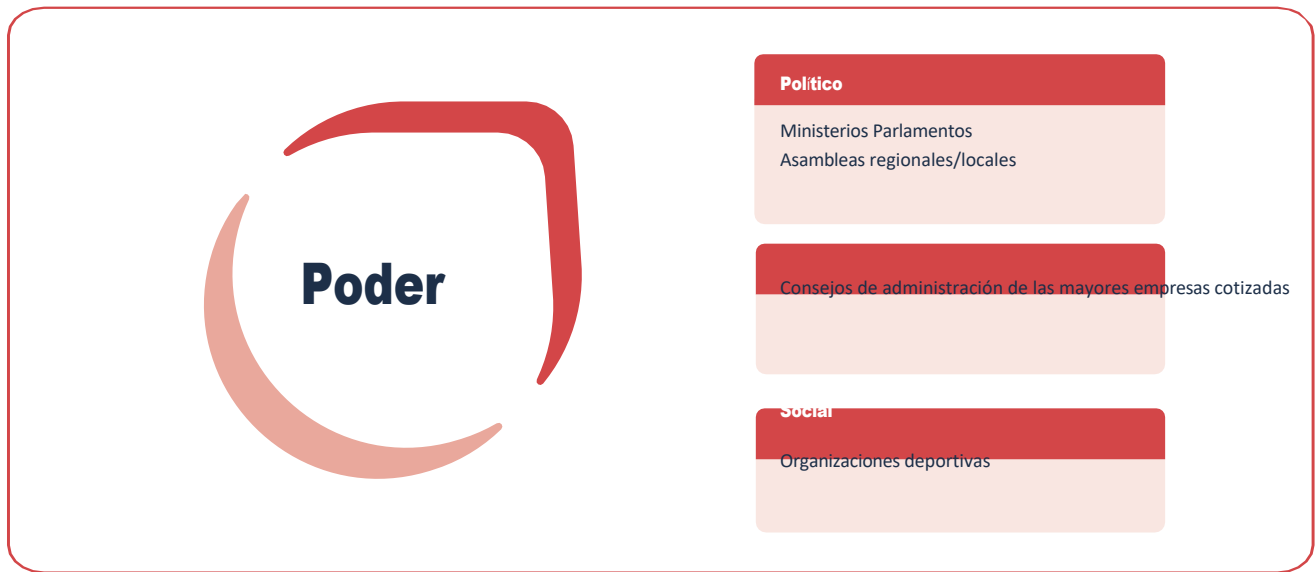 Poder
Político
Ministerios Parlamentos
Asambleas regionales/locales
Consejos de administración de las mayores empresas cotizadas
Social
Organizaciones deportivas